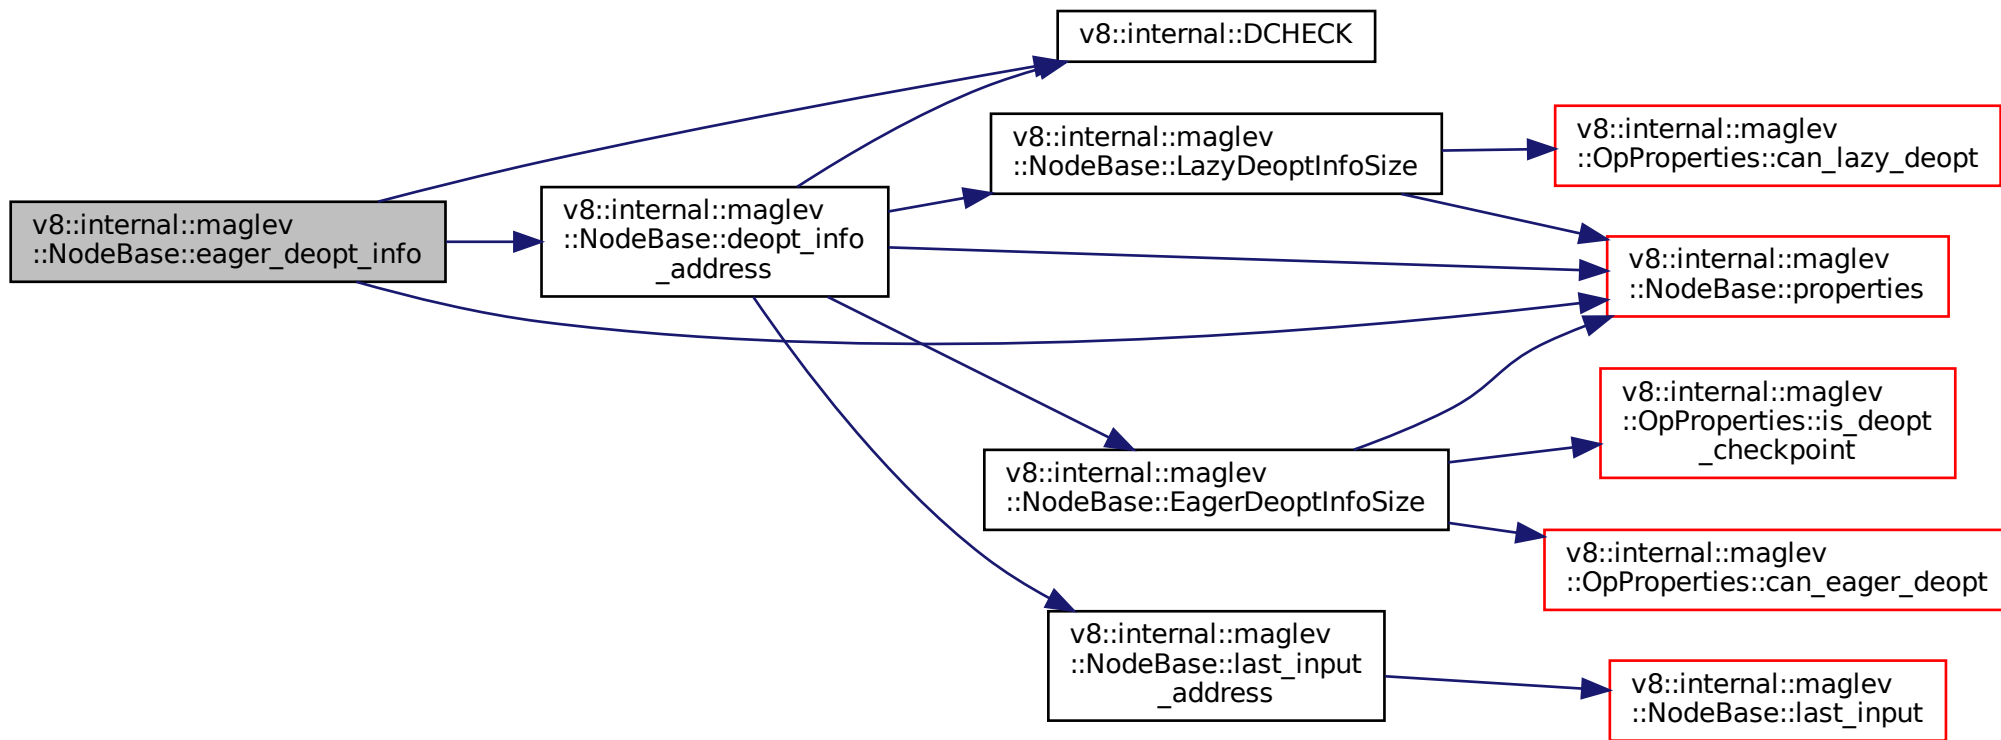 v8::internal::DCHECK
v8::internal::maglev
::NodeBase::eager_deopt_info
v8::internal::maglev
::NodeBase::deopt_info
_address
v8::internal::maglev
::NodeBase::LazyDeoptInfoSize
v8::internal::maglev
::OpProperties::can_lazy_deopt
v8::internal::maglev
::NodeBase::properties
v8::internal::maglev
::OpProperties::is_deopt
_checkpoint
v8::internal::maglev
::NodeBase::EagerDeoptInfoSize
v8::internal::maglev
::OpProperties::can_eager_deopt
v8::internal::maglev
::NodeBase::last_input
_address
v8::internal::maglev
::NodeBase::last_input